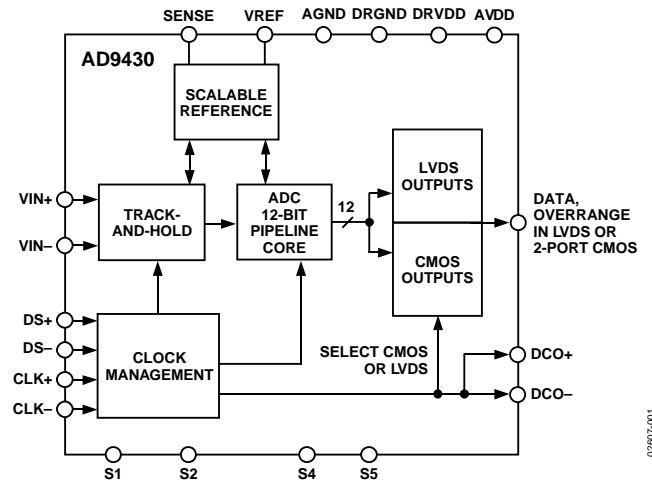 SENSE
VREF
AGND
DRGND
DRVDD
AVDD
AD9430
SCALABLE
REFERENCE
VIN+
VIN–
TRACK-
AND-HOLD
ADC
12-BIT
PIPELINE
CORE
12
LVDS
OUTPUTS
CMOS
OUTPUTS
DATA,
OVERRANGE
IN LVDS OR
2-PORT CMOS
DS+
DS–
CLK+
CLK–
CLOCK
MANAGEMENT
SELECT CMOS
OR LVDS
DCO+
DCO–
S1
S2
S4
S5
02607-001